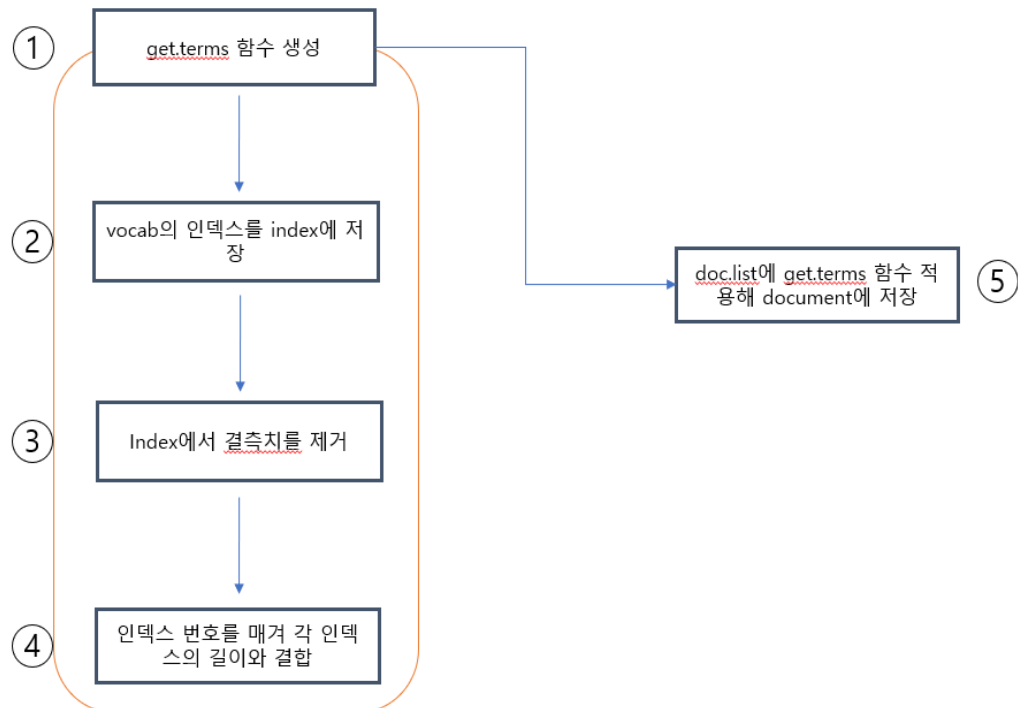 ①
get.terms 함수 생성
②
vocab의 인덱스를 index에 저
장
③
Index에서 결측치를 제거
④
인덱스 번호를 매겨 각 인덱
스의 길이와 결합
doc.list에 get.terms 함수 적
용해 document에 저장
⑤